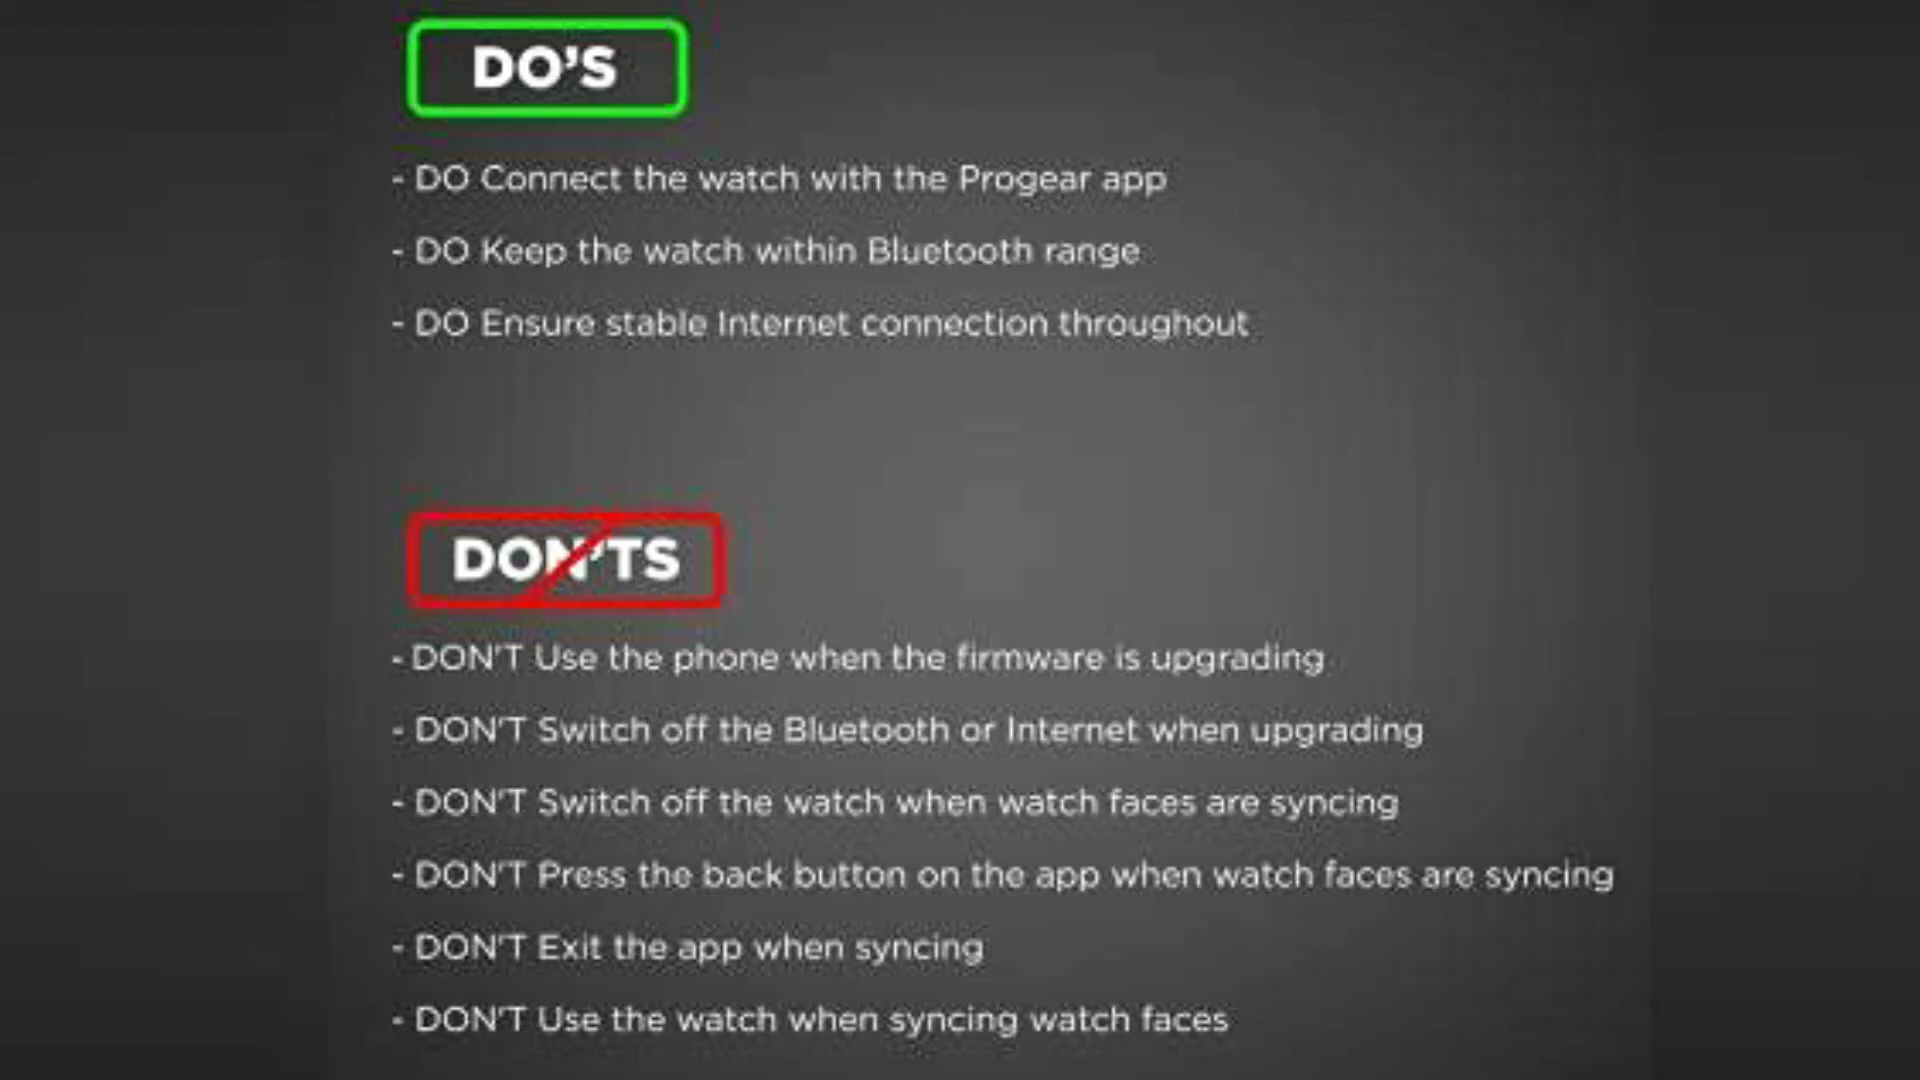 DO'S
- DO Connect the watch with the Progear app
- DO Keep the watch within Bluetooth range
- DO Ensure stable Internet connection throughout
DON'TS
- DON'T Use the phone when the firmware is upgrading
- DON'T Switch off the Bluetooth or Internet when upgrading
- DON'T Switch off the watch when watch faces are syncing
- DON'T Press the back button on the app when watch faces are syncing
- DON'T Exit the app when syncing
- DON'T Use the watch when syncing watch faces